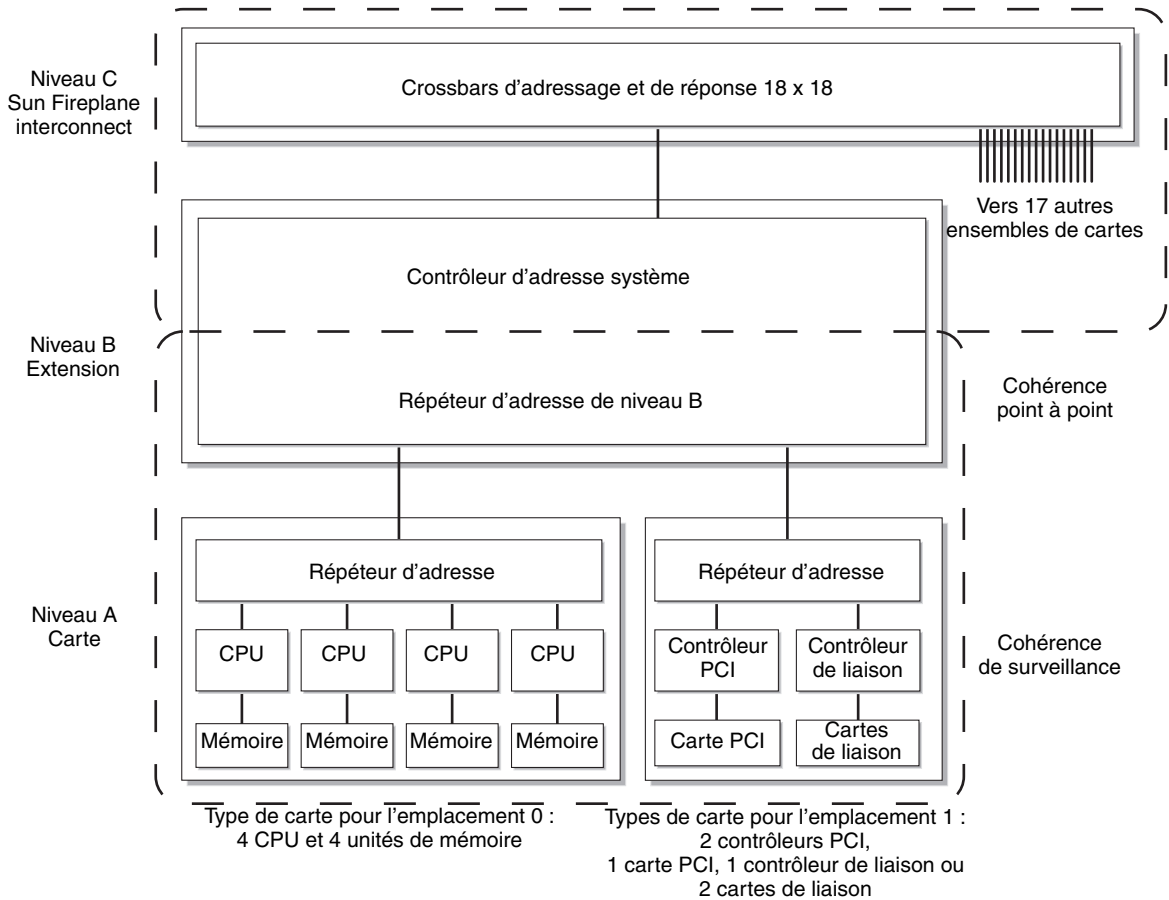 Niveau C
Sun Fireplane
interconnect
Crossbars d'adressage et de réponse 18 x 18
Vers 17 autres
ensembles de cartes
Contrôleur d'adresse système
Niveau B
Extension
Répéteur d'adresse de niveau B
Cohérence
point à point
Niveau A
Carte
Répéteur d'adresse
CPU
CPU
CPU
CPU
Mémoire
Mémoire
Mémoire
Mémoire
Répéteur d'adresse
Contrôleur
PCI
Contrôleur
de liaison
Carte PCI
Cartes
de liaison
Cohérence
de surveillance
Type de carte pour l'emplacement 0 :
4 CPU et 4 unités de mémoire
Types de carte pour l'emplacement 1 :
2 contrôleurs PCI,
1 carte PCI, 1 contrôleur de liaison ou
2 cartes de liaison